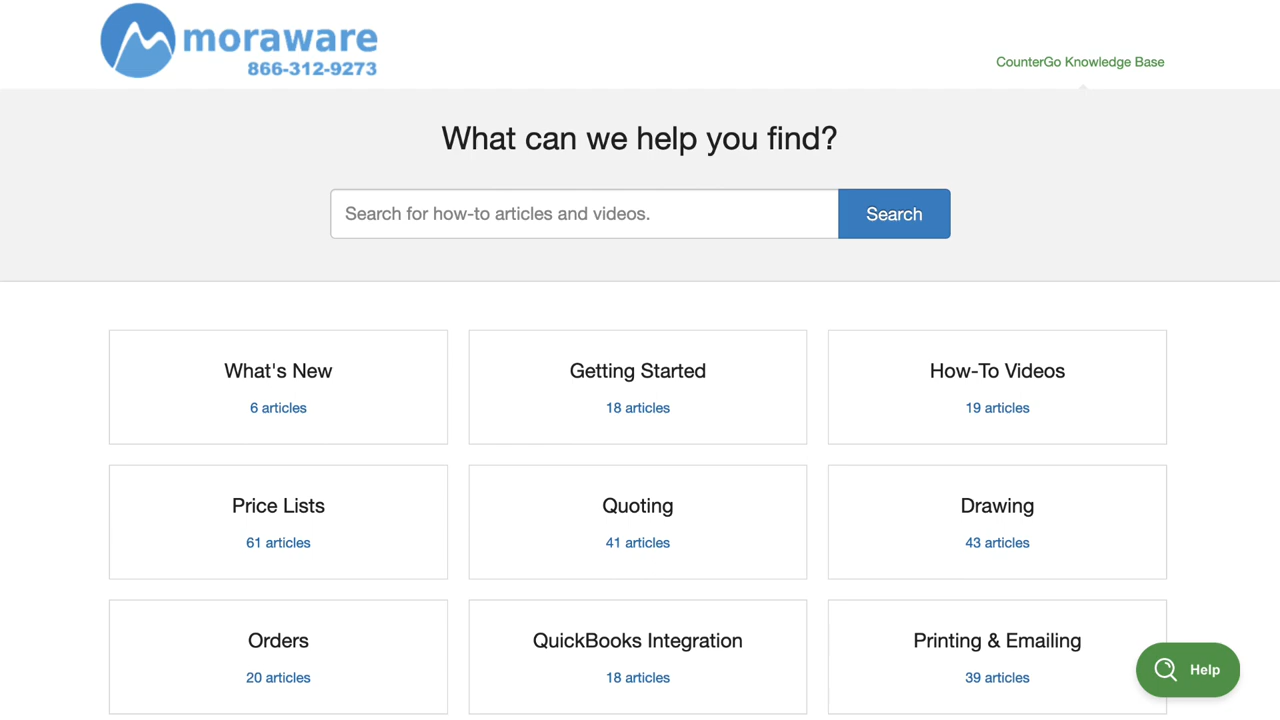 moraware
866-312-9273
CounterGo Knowledge Base
What can we help you find?
Search for how-to articles and videos.
Search
What's New
6 articles
Getting Started
18 articles
How-To Videos
19 articles
Price Lists
61 articles
Quoting
41 articles
Drawing
43 articles
Orders
20 articles
QuickBooks Integration
18 articles
Printing & Emailing
39 articles
Help